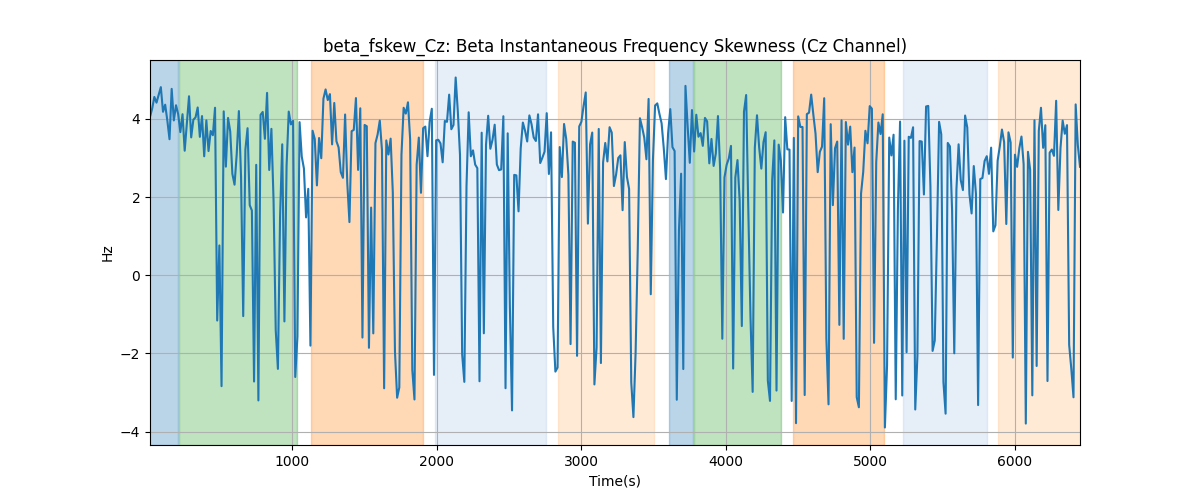 beta_fskew_Cz: Beta Instantaneous Frequency Skewness (Cz Channel)
Hz
4
2
0
−2
−4
1000 2000 3000 4000 5000 6000
Time(s)